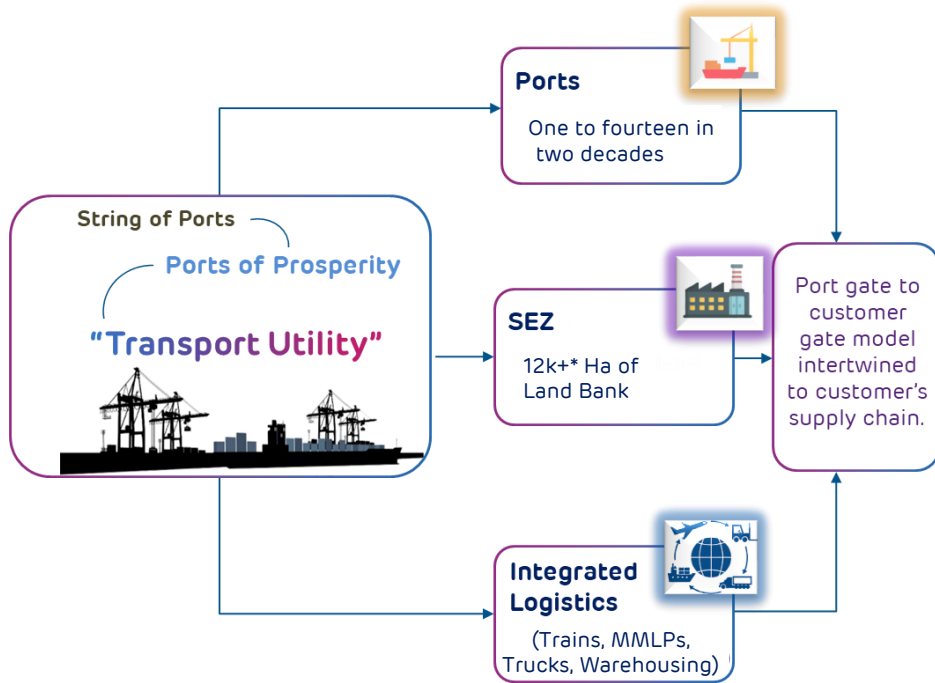 String of Ports
Ports of Prosperity
“Transport Utility”
Ports
One to fourteen in
two decades
SEZ
12k+* Ha of
Land Bank
Integrated
Logistics
(Trains, MMLPs,
Trucks, Warehousing)
Port gate to
customer
gate model
intertwined
to customer’s
supply chain.